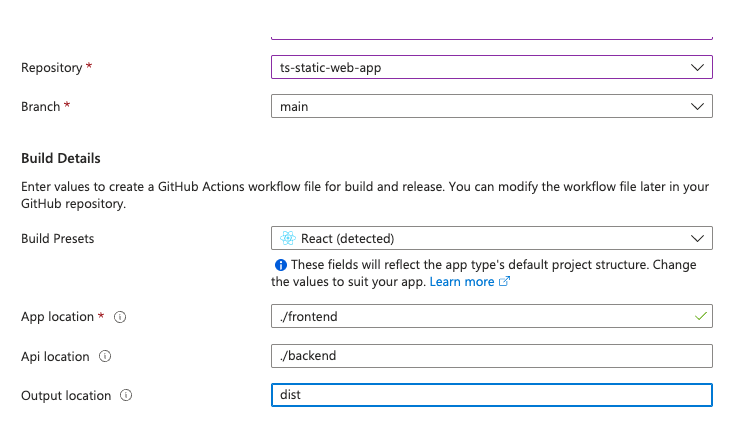 Repository *
ts-static-web-app
Branch *
main
Build Details
Enter values to create a GitHub Actions workflow file for build and release. You can modify the workflow file later in your
GitHub repository.
Build Presets
React (detected)
These fields will reflect the app type's default project structure. Change
the values to suit your app. Learn more
App location *
./frontend
Api location
./backend
Output location
dist